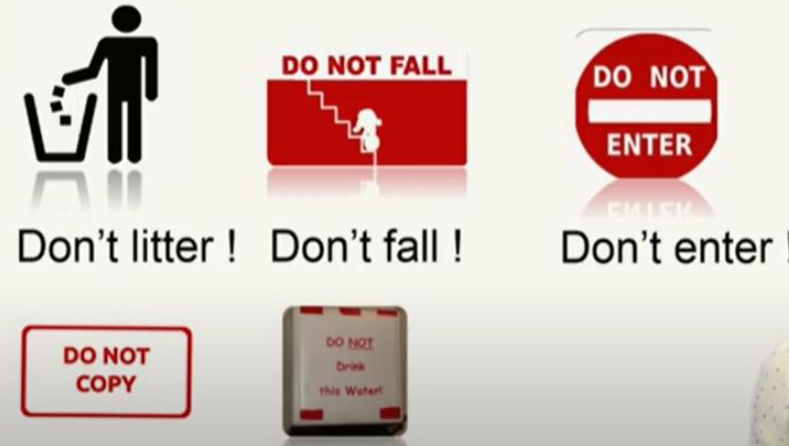 DO NOT FALL
DO NOT
ENTER
Don't litter !
Don't fall !
Don't enter !
DO NOT
COPY
DO NOT
Drink
this Water!